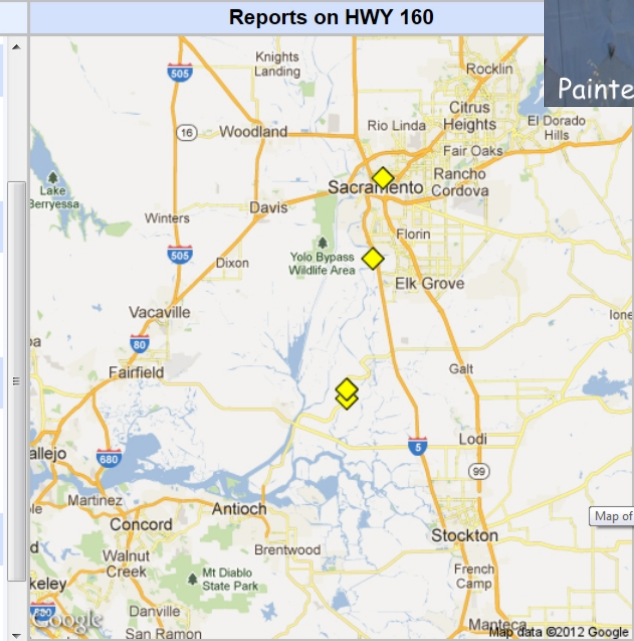 Reports on HWY 160
Painte
Knights
Landing
Rocklin
505
Citrus
Heights
16
Woodland
Rio Linda
El Dorado
Hills
Fair Oaks
Lake
Berryessa
Sacramento
Rancho
Cordova
Winters
Davis
Florin
505
Dixon
Yolo Bypass
Wildlife Area
Elk Grove
Vacaville
Ione
80
pa
Fairfield
Galt
allejo
680
5
Lodi
99
Martinez
Antioch
Map of
Concord
Stockton
Brentwood
Walnut
Creek
Mt Diablo
State Park
French
Camp
keley
580
Google
Danville
San Ramon
Manteca
Map data ©2012 Google